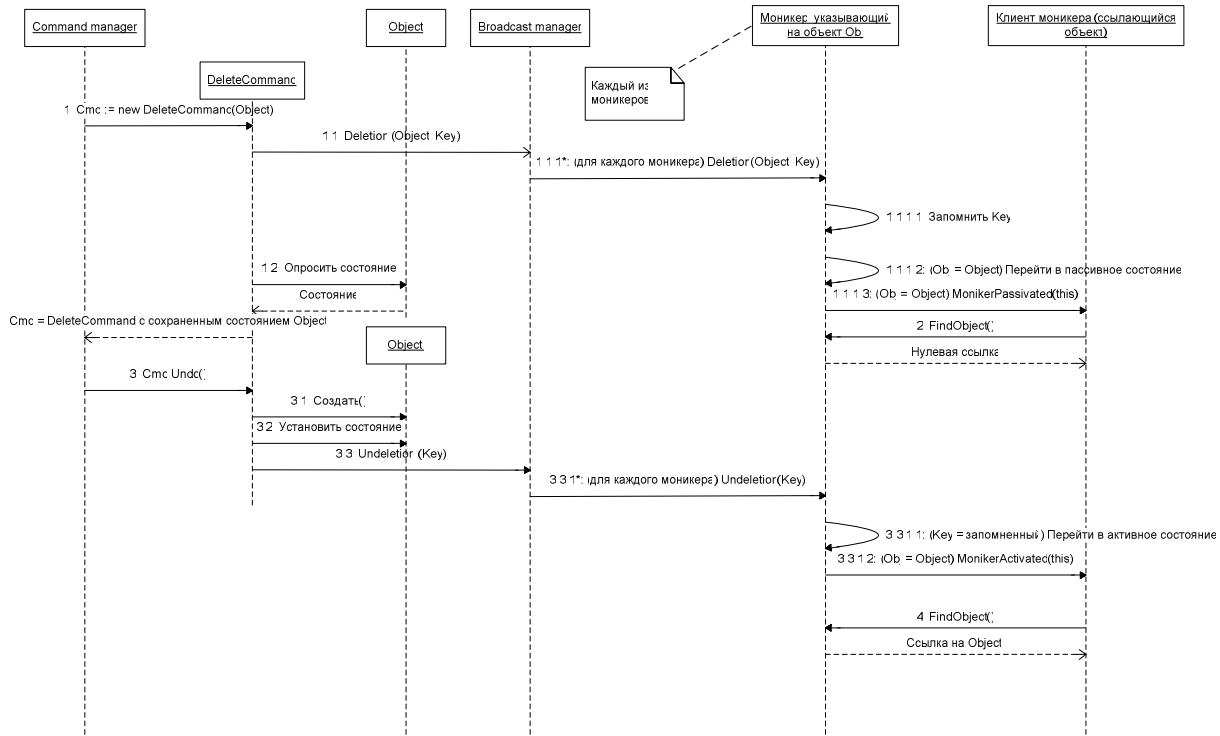 Command manager
Object
Broadcast manager
Моникер, указывающий
на объект Ob
Клиент моникера (ссылающийся
объект)
DeleteCommand
Каждый из
моникеров
1 Cmd := new DeleteCommand(Object)
1 1 Deletion (Object Key)
1 1 1*: (для каждого моникера) Deletion(Object Key)
1 1 1 1 Запомнить Key
1 1 1 2: (Ob = Object) Перейти в пассивное состояние
1 2 Опросить состояние
Состояние
1 1 1 3: (Ob = Object) MonikerPassivated(this)
Cmd = DeleteCommand с сохраненным состоянием Object
2 FindObject()
Нулевая ссылка
Object
3 Cmd Undo()
3 1 Создать()
3 2 Установить состояние
3 3 Undeletion (Key)
3 3 1*: (для каждого моникера) Undeletion(Key)
3 3 1 1: (Key = запомненный) Перейти в активное состояние
3 3 1 2: (Ob = Object) MonikerActivated(this)
4 FindObject()
Ссылка на Object